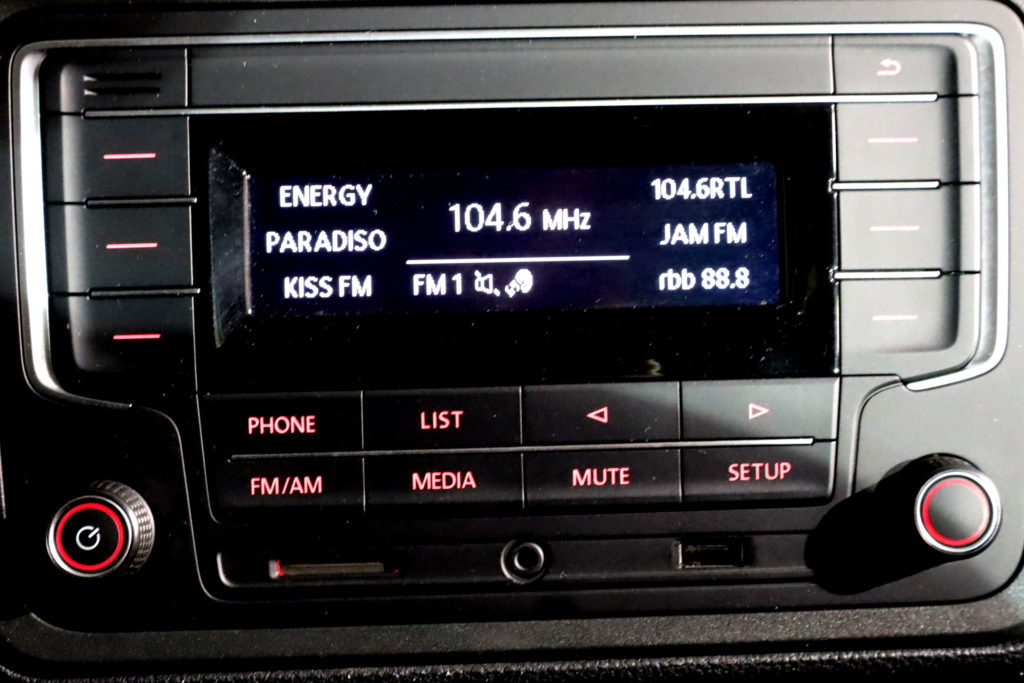 ENERGY
PARADISO
KISS FM
104.6 MHz
FM 1
104.6RTL
JAM FM
rbb 88.8
PHONE
LIST
FM/AM
MEDIA
MUTE
SETUP